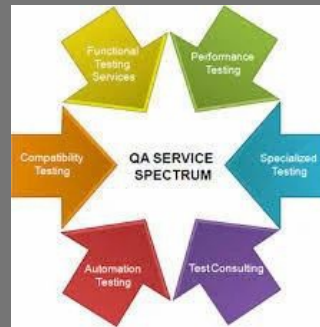 Functional
Testing
Services
Performance
Testing
Compatibility
Testing
QA SERVICE
SPECTRUM
Specialized
Testing
Automation
Testing
Test Consulting